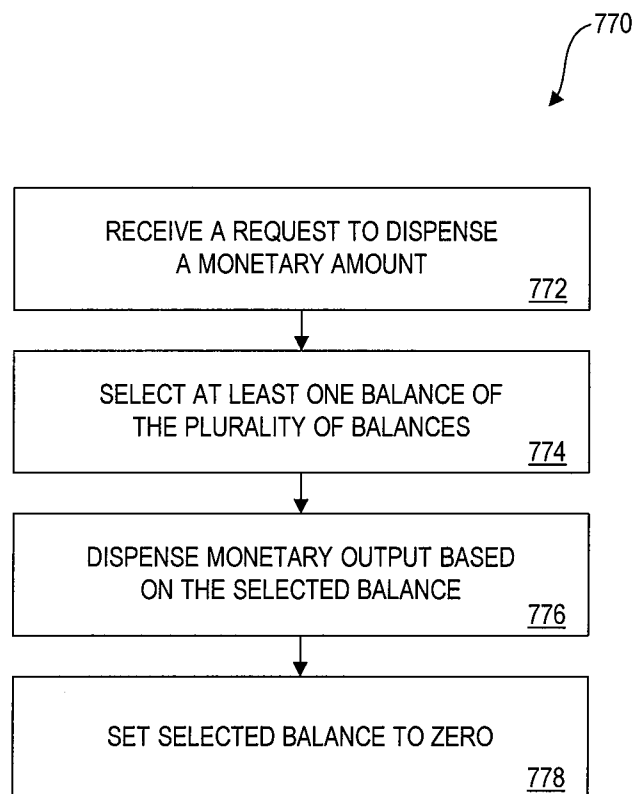 770
RECEIVE A REQUEST TO DISPENSE
A MONETARY AMOUNT
772
SELECT AT LEAST ONE BALANCE OF
THE PLURALITY OF BALANCES
774
DISPENSE MONETARY OUTPUT BASED
ON THE SELECTED BALANCE
776
SET SELECTED BALANCE TO ZERO
778